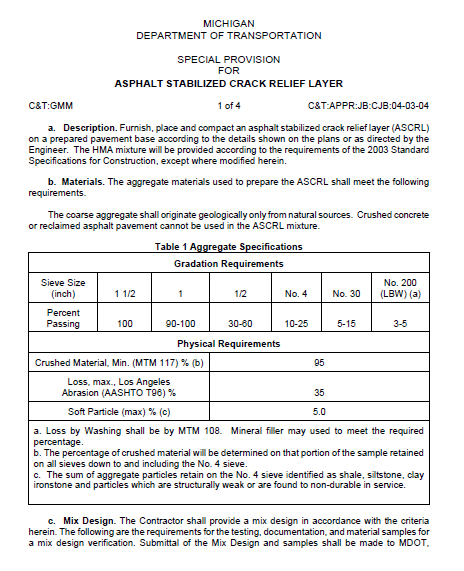 MICHIGAN
DEPARTMENT OF TRANSPORTATION
SPECIAL PROVISION
FOR
ASPHALT STABILIZED CRACK RELIEF LAYER
C&T:GMM 1 of 4 C&T:APPR:JB:CJB:04-03-04
a. Description. Furnish, place and compact an asphalt stabilized crack relief layer (ASCRL)
on a prepared pavement base according to the details shown on the plans or as directed by the
Engineer. The HMA mixture will be provided according to the requirements of the 2003 Standard
Specifications for Construction, except where modified herein.
b. Materials. The aggregate materials used to prepare the ASCRL shall meet the following
requirements.
The coarse aggregate shall originate geologically only from natural sources. Crushed concrete
or reclaimed asphalt pavement cannot be used in the ASCRL mixture.
Table 1 Aggregate Specifications
Gradation Requirements
Sieve Size
(inch) 1 1/2 1 1/2 No. 4 No. 30 No. 200
(LBW) (a)
Percent
Passing 100 90-100 30-60 10-25 5-15 3-5
Physical Requirements
Crushed Material, Min. (MTM 117) % (b) 95
Loss, max., Los Angeles
Abrasion (AASHTO T96) % 35
Soft Particle (max) % (c) 5.0
a. Loss by Washing shall be by MTM 108. Mineral filler may used to meet the required
percentage.
b. The percentage of crushed material will be determined on that portion of the sample retained
on all sieves down to and including the No. 4 sieve.
c. The sum of aggregate particles retain on the No. 4 sieve identified as shale, siltstone, clay
ironstone and particles which are structurally weak or are found to non-durable in service.
c. Mix Design. The Contractor shall provide a mix design in accordance with the criteria
herein. The following are the requirements for the testing, documentation, and material samples for
a mix design verification. Submittal of the Mix Design and samples shall be made to MDOT,